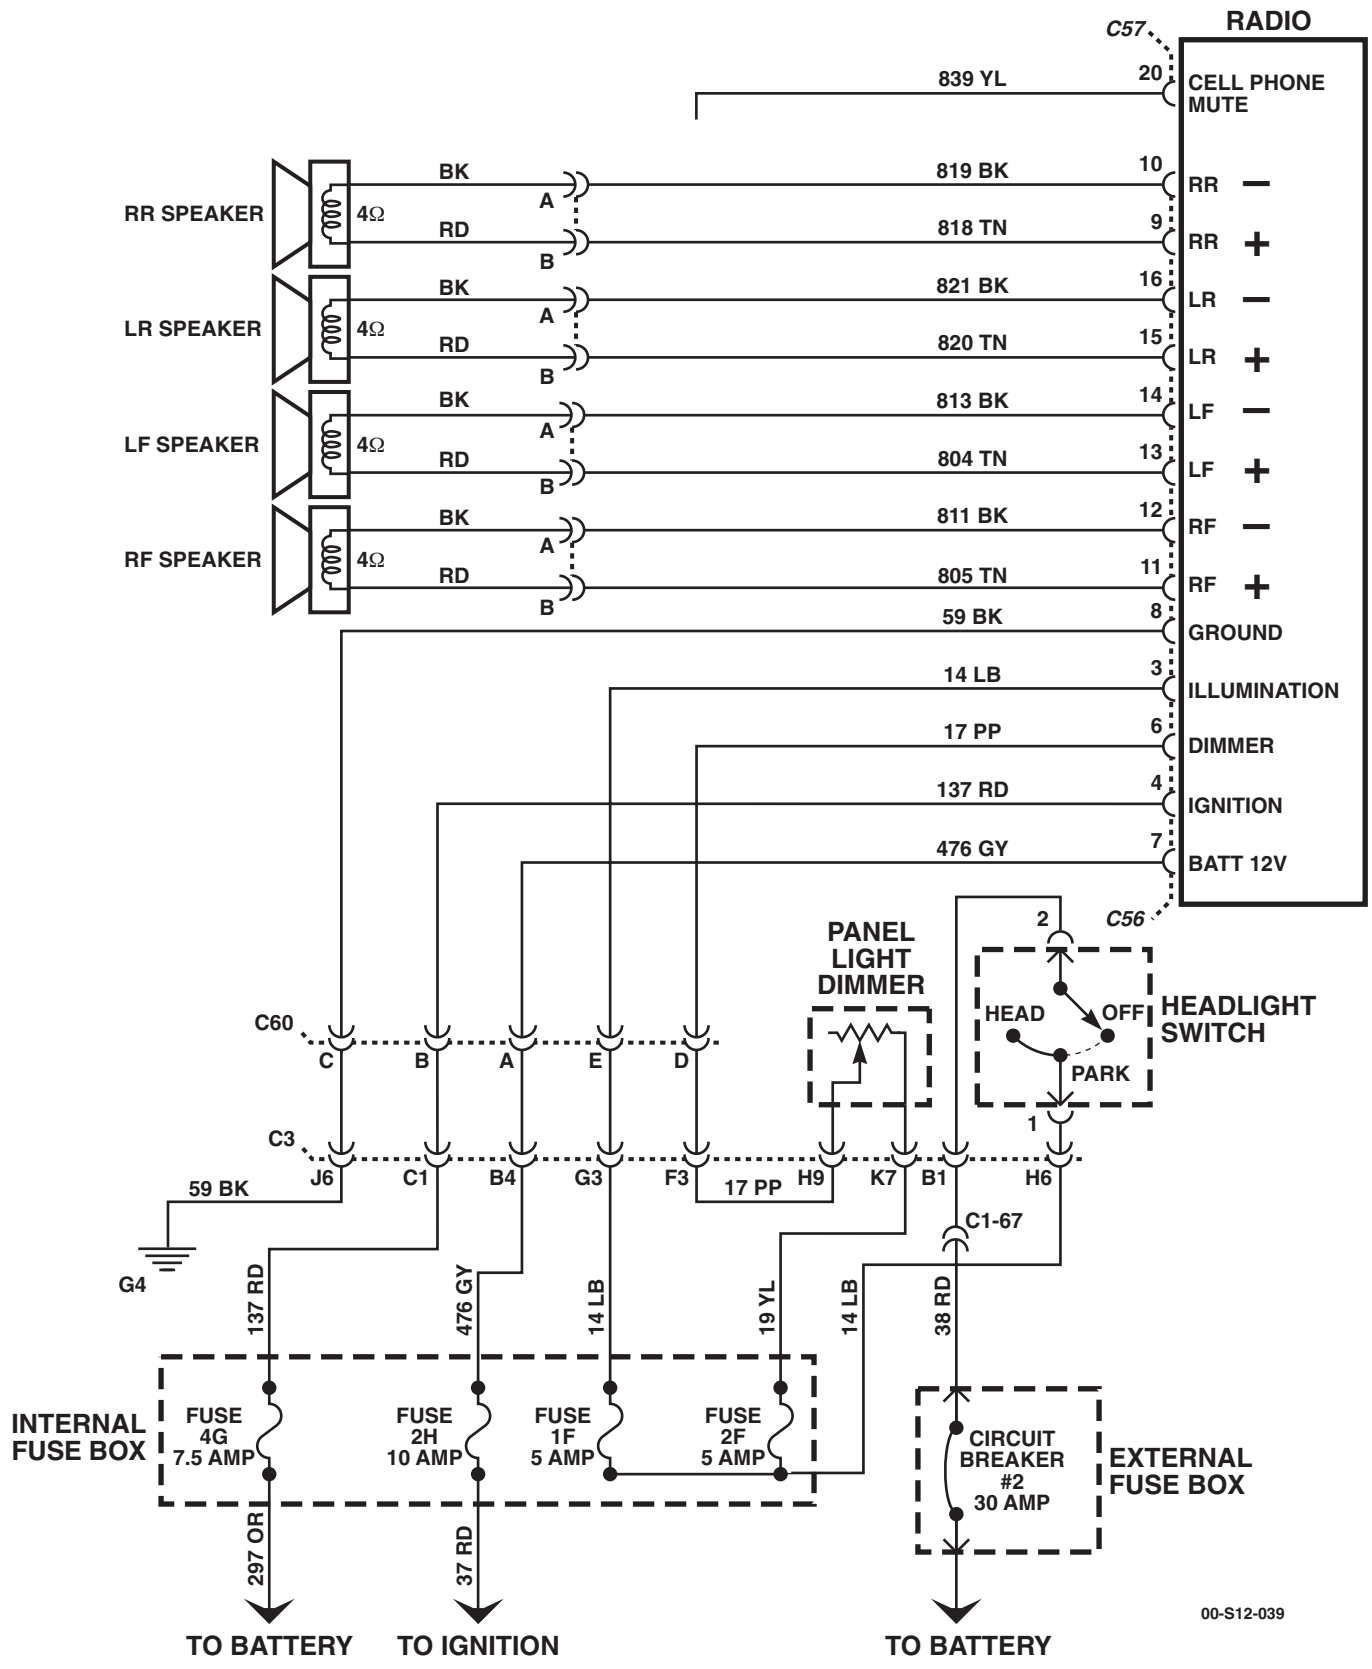 RADIO
C57
839 YL
20
CELL PHONE
MUTE
BK
A
819 BK
10
RR −
RR SPEAKER
4Ω
RD
B
818 TN
9
RR +
BK
A
821 BK
16
LR −
LR SPEAKER
4Ω
RD
B
820 TN
15
LR +
BK
A
813 BK
14
LF −
LF SPEAKER
4Ω
RD
B
804 TN
13
LF +
BK
A
811 BK
12
RF −
RF SPEAKER
4Ω
RD
B
805 TN
11
RF +
59 BK
8
GROUND
14 LB
3
ILLUMINATION
17 PP
6
DIMMER
137 RD
4
IGNITION
476 GY
7
BATT 12V
C56
2
PANEL
LIGHT
DIMMER
HEAD
OFF
PARK
HEADLIGHT
SWITCH
1
C60
C
B
A
E
D
C3
J6
C1
B4
G3
F3
H9
K7
B1
H6
59 BK
17 PP
C1-67
G4
137 RD
476 GY
14 LB
19 YL
14 LB
38 RD
INTERNAL
FUSE BOX
FUSE
4G
7.5 AMP
FUSE
2H
10 AMP
FUSE
1F
5 AMP
FUSE
2F
5 AMP
CIRCUIT
BREAKER
#2
30 AMP
EXTERNAL
FUSE BOX
297 OR
37 RD
TO BATTERY
TO IGNITION
TO BATTERY
00-S12-039